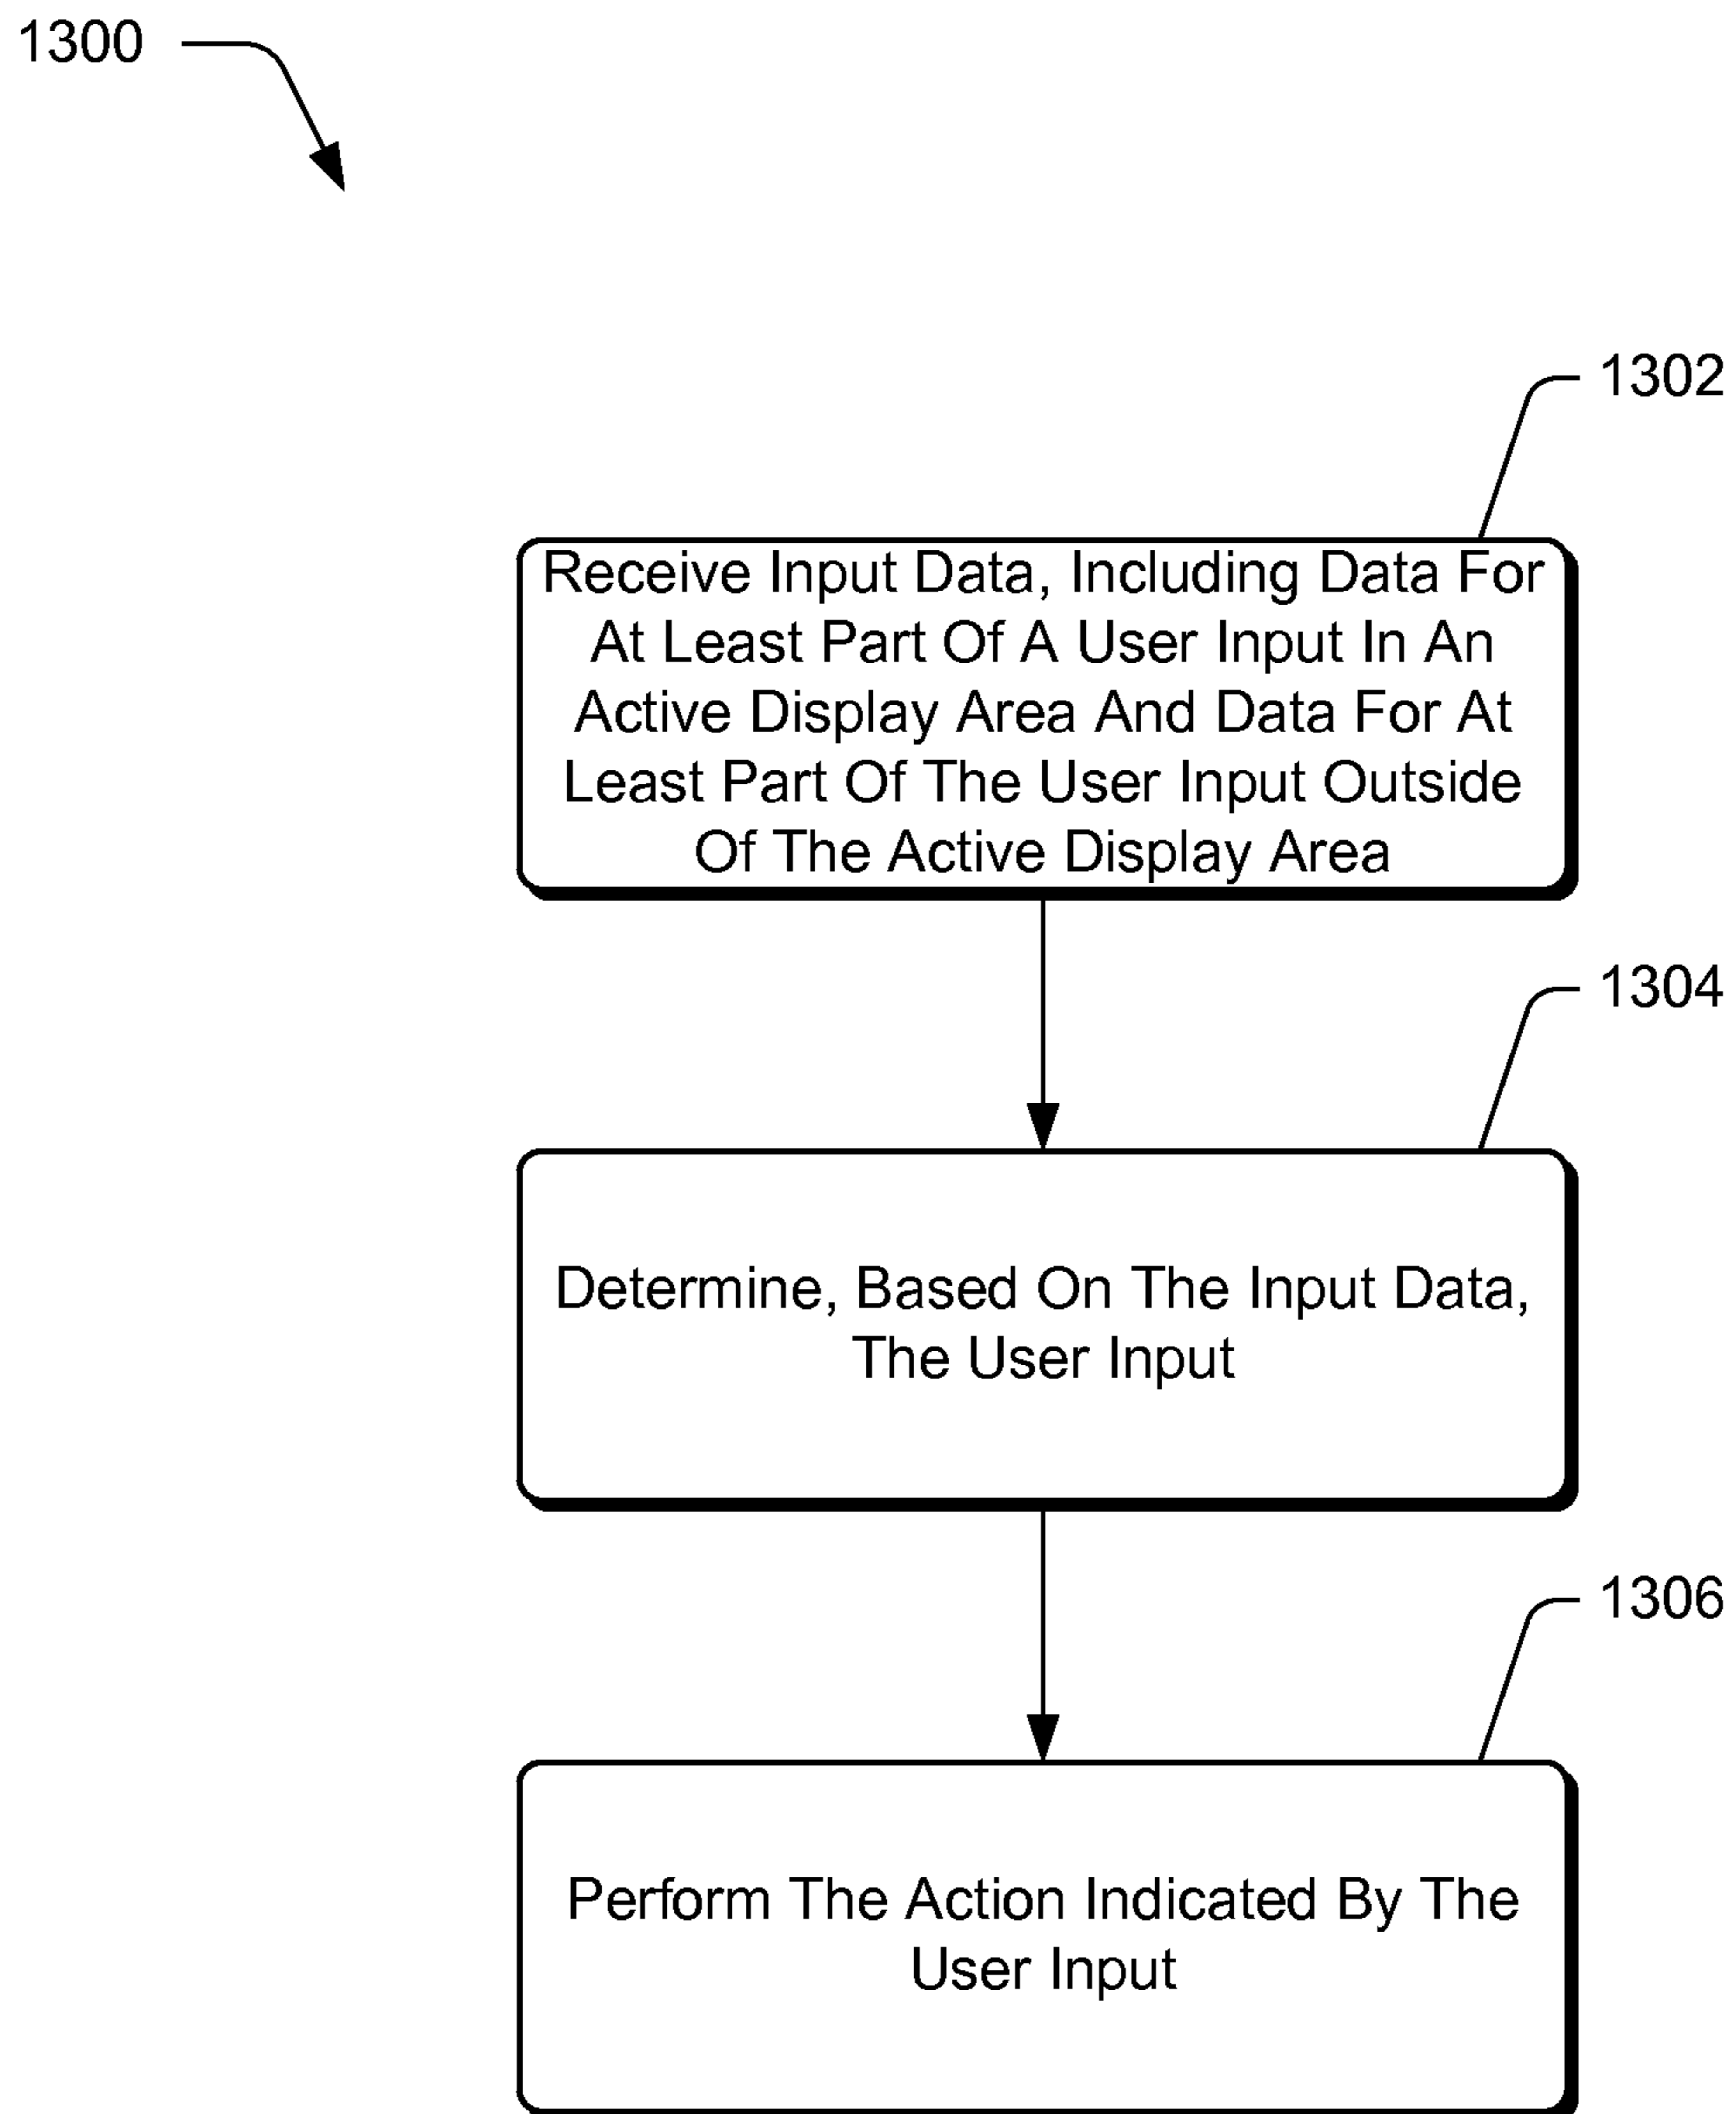 1300
1302
Receive Input Data, Including Data For
At Least Part Of A User Input In An
Active Display Area And Data For At
Least Part Of The User Input Outside
Of The Active Display Area
1304
Determine, Based On The Input Data,
The User Input
1306
Perform The Action Indicated By The
User Input